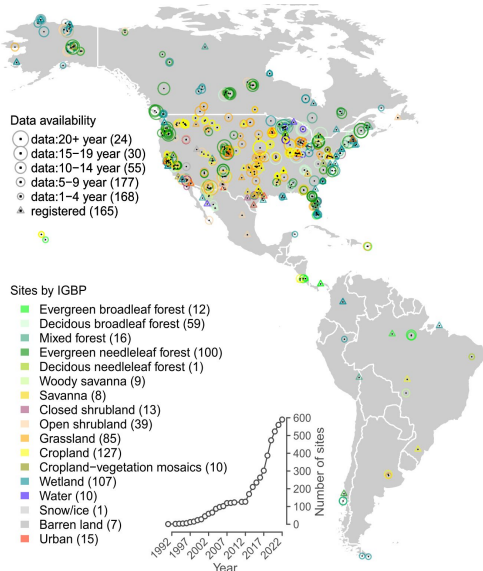 Data availability
data:20+ year (24)
data:15−19 year (30)
data:10−14 year (55)
data:5−9 year (177)
data:1−4 year (168)
registered (165)
Sites by IGBP
Evergreen broadleaf forest (12)
Decidous broadleaf forest (59)
Mixed forest (16)
Evergreen needleleaf forest (100)
Decidous needleleaf forest (1)
Woody savanna (9)
Savanna (8)
Closed shrubland (13)
Open shrubland (39)
Grassland (85)
Cropland (127)
Cropland−vegetation mosaics (10)
Wetland (107)
Water (10)
Snow/ice (1)
Barren land (7)
Urban (15)
600
500
400
300
200
100
0
Number of sites
1992
1997
2002
2007
2012
2017
2022
Year